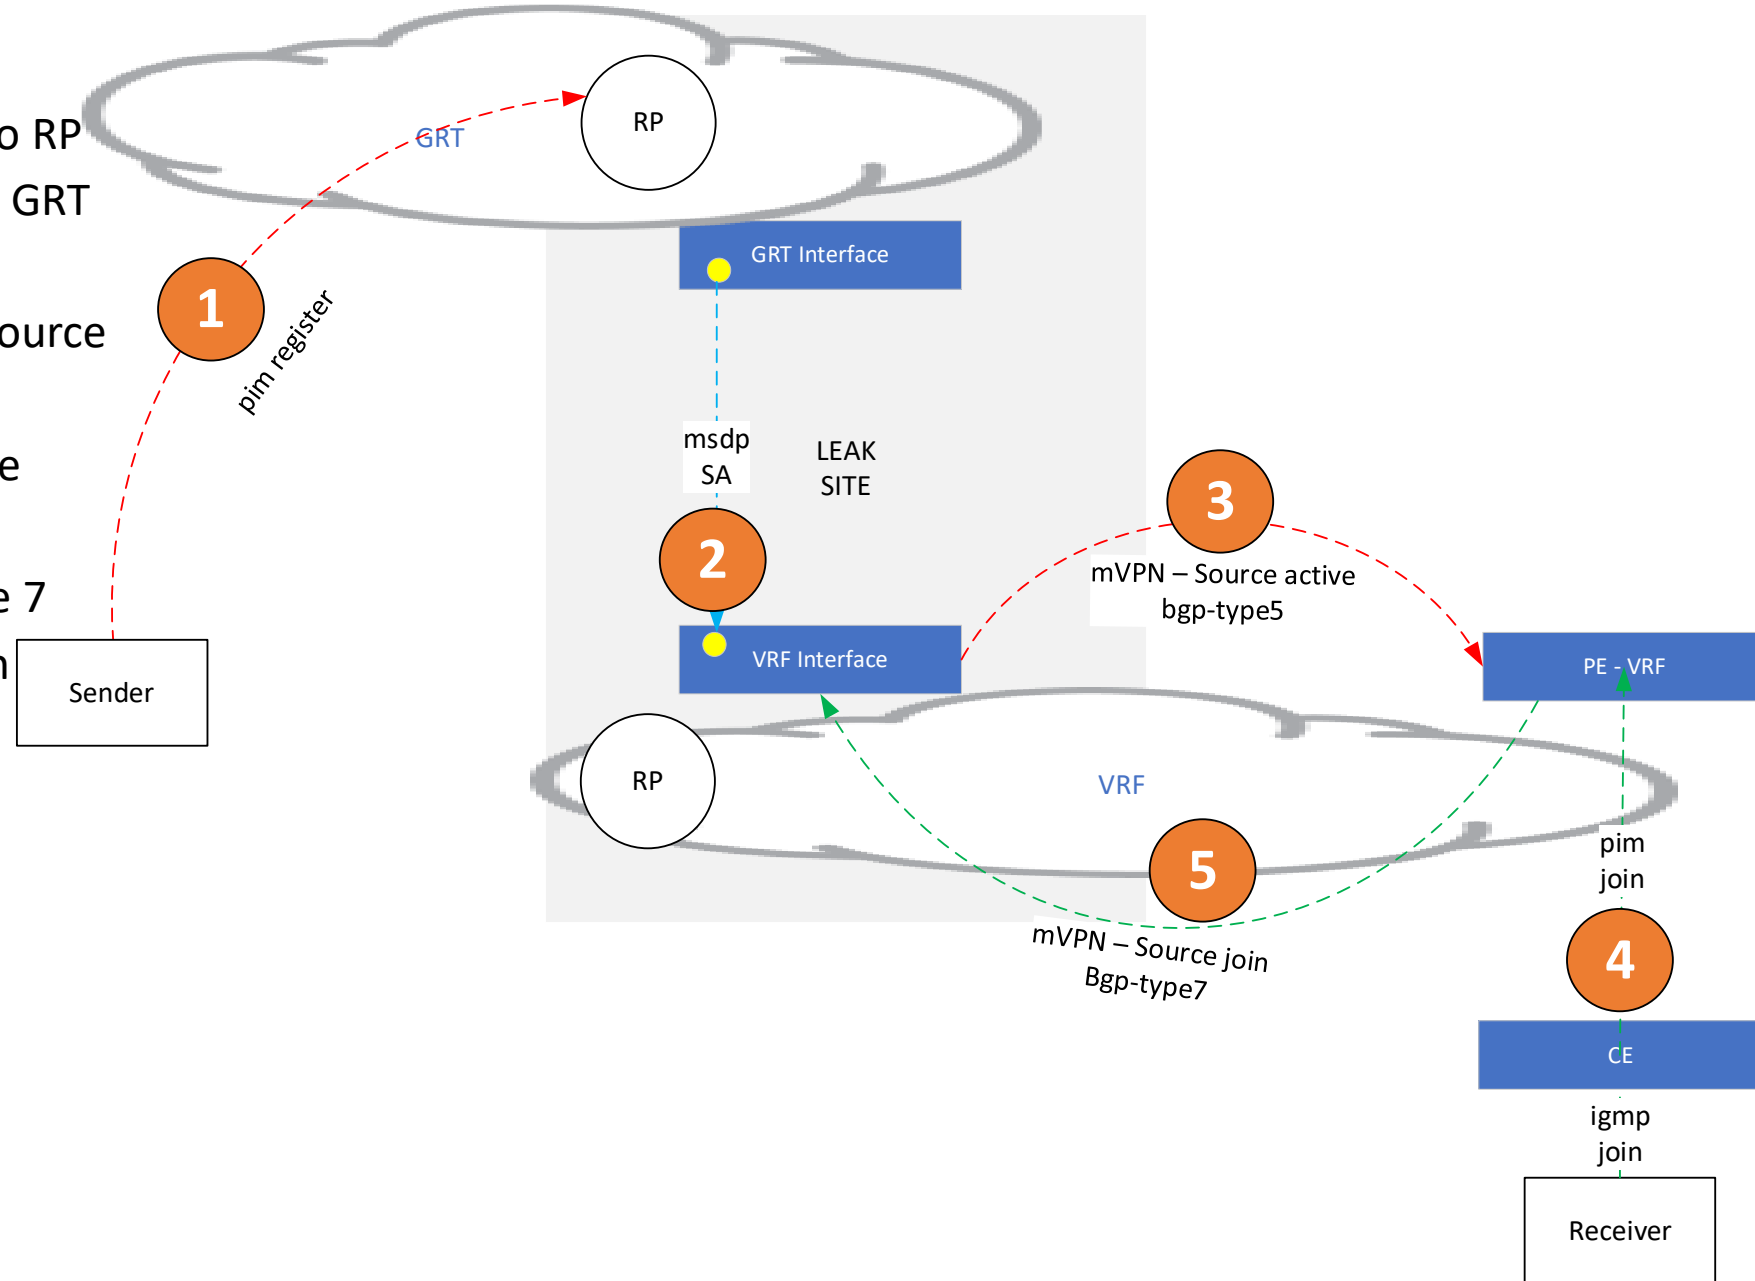 o RP
GRT
ource
e
e 7
n
RP
GRT
GRT Interface
1
pim register
msdp
SA
LEAK
SITE
2
3
mVPN – Source active
bgp-type5
Sender
VRF Interface
PE - VRF
RP
VRF
5
pim
join
mVPN – Source join
Bgp-type7
4
CE
igmp
join
Receiver